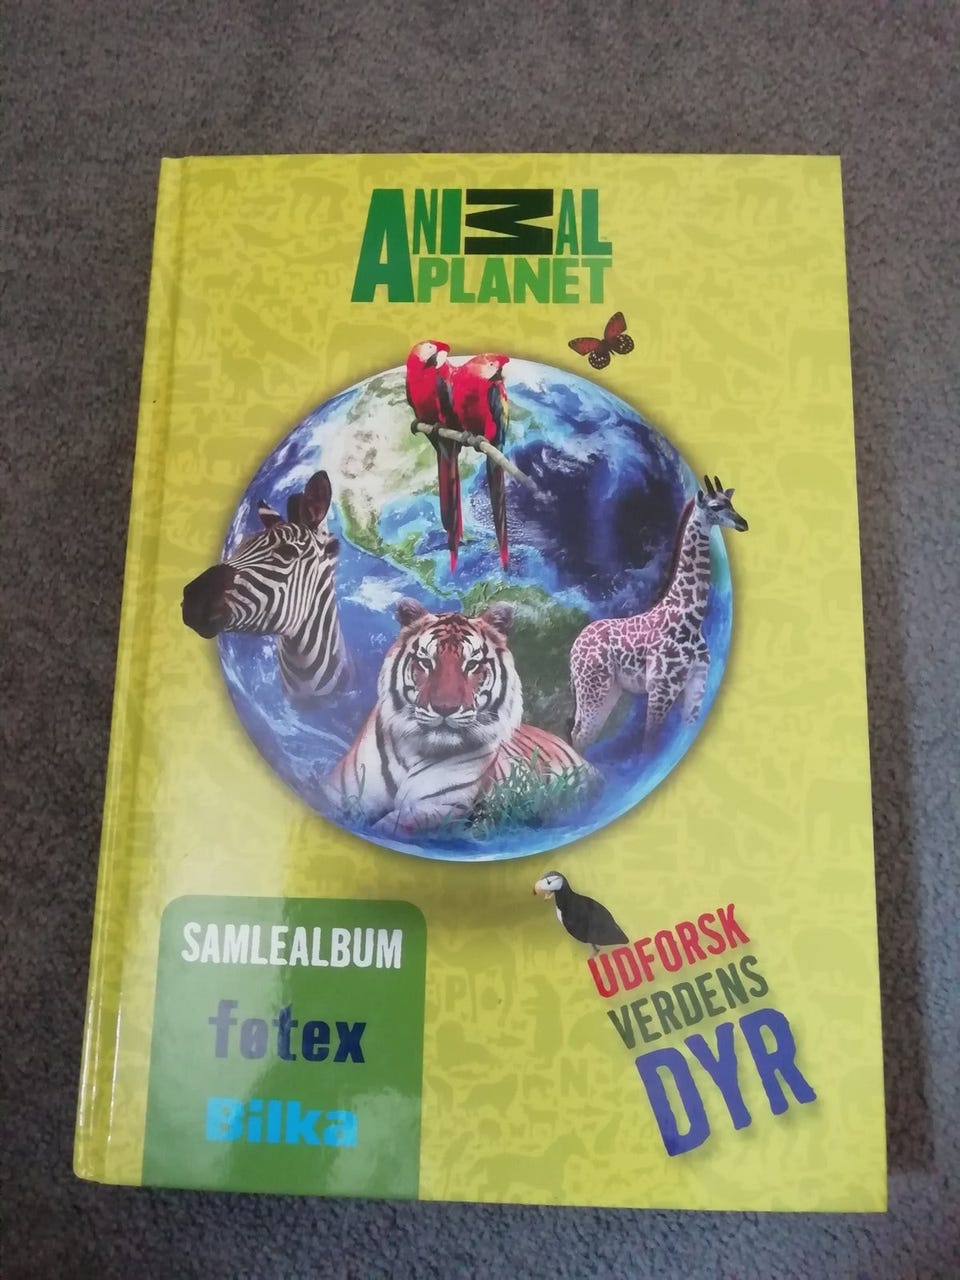 ANIMAL
PLANET
SAMLEALBUM
føtex
Bilka
UDFORSK
VERDENS
DYR